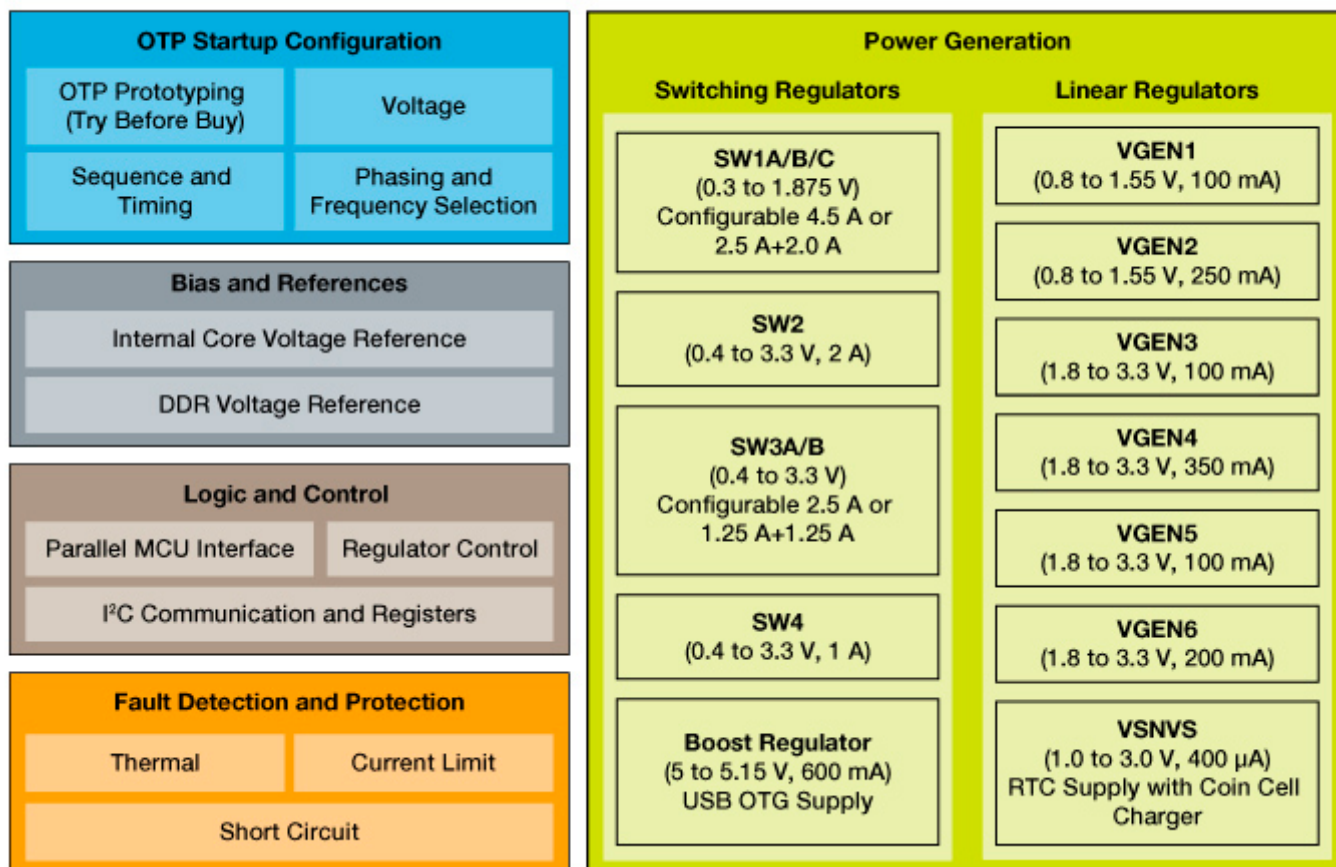 OTP Startup Configuration
OTP Prototyping
(Try Before Buy)
Voltage
Sequence and
Timing
Phasing and
Frequency Selection
Bias and References
Internal Core Voltage Reference
DDR Voltage Reference
Logic and Control
Parallel MCU Interface
Regulator Control
I²C Communication and Registers
Fault Detection and Protection
Thermal
Current Limit
Short Circuit
Power Generation
Switching Regulators
SW1A/B/C
(0.3 to 1.875 V)
Configurable 4.5 A or
2.5 A+2.0 A
SW2
(0.4 to 3.3 V, 2 A)
SW3A/B
(0.4 to 3.3 V)
Configurable 2.5 A or
1.25 A+1.25 A
SW4
(0.4 to 3.3 V, 1 A)
Boost Regulator
(5 to 5.15 V, 600 mA)
USB OTG Supply
Linear Regulators
VGEN1
(0.8 to 1.55 V, 100 mA)
VGEN2
(0.8 to 1.55 V, 250 mA)
VGEN3
(1.8 to 3.3 V, 100 mA)
VGEN4
(1.8 to 3.3 V, 350 mA)
VGEN5
(1.8 to 3.3 V, 100 mA)
VGEN6
(1.8 to 3.3 V, 200 mA)
VSNVS
(1.0 to 3.0 V, 400 µA)
RTC Supply with Coin Cell
Charger